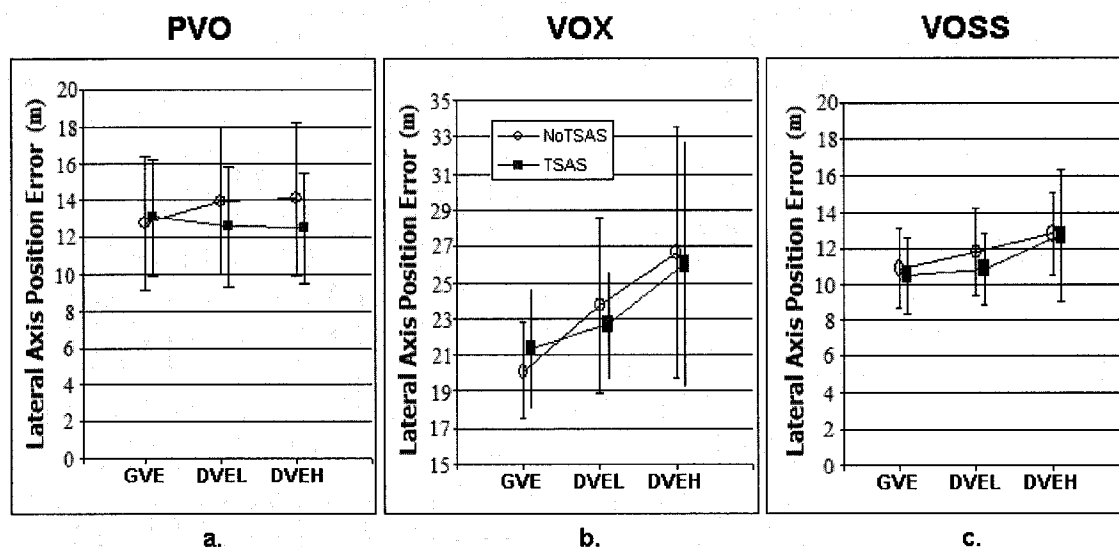 PVO
VOX
VOSS
Lateral Axis Position Error (m)
20
18
16
14
12
10
8
6
4
2
0
GVE DVEL DVEH
Lateral Axis Position Error (m)
35
33
31
29
27
25
23
21
19
17
15
NoTSAS
TSAS
GVE DVEL DVEH
Lateral Axis Position Error (m)
20
18
16
14
12
10
8
6
4
2
0
GVE DVEL DVEH
a.
b.
c.